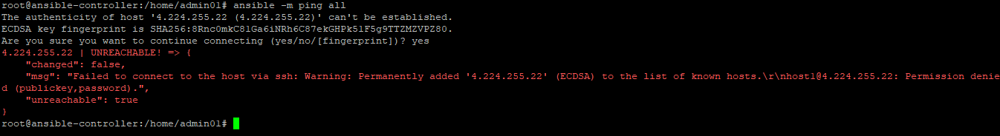 root@ansible-controller:/home/admin01# ansible -m ping all
The authenticity of host '4.224.255.22 (4.224.255.22)' can't be established.
ECDSA key fingerprint is SHA256:8Rnc0mkC81Ga6iNRh6C87ekGHPk51F5g9TTZMZVPZ80.
Are you sure you want to continue connecting (yes/no/[fingerprint])? yes
4.224.255.22 | UNREACHABLE! => {
    "changed": false,
    "msg": "Failed to connect to the host via ssh: Warning: Permanently added '4.224.255.22' (ECDSA) to the list of known hosts.\r\nhost1@4.224.255.22: Permission denie
d (publickey,password).",
    "unreachable": true
}
root@ansible-controller:/home/admin01#